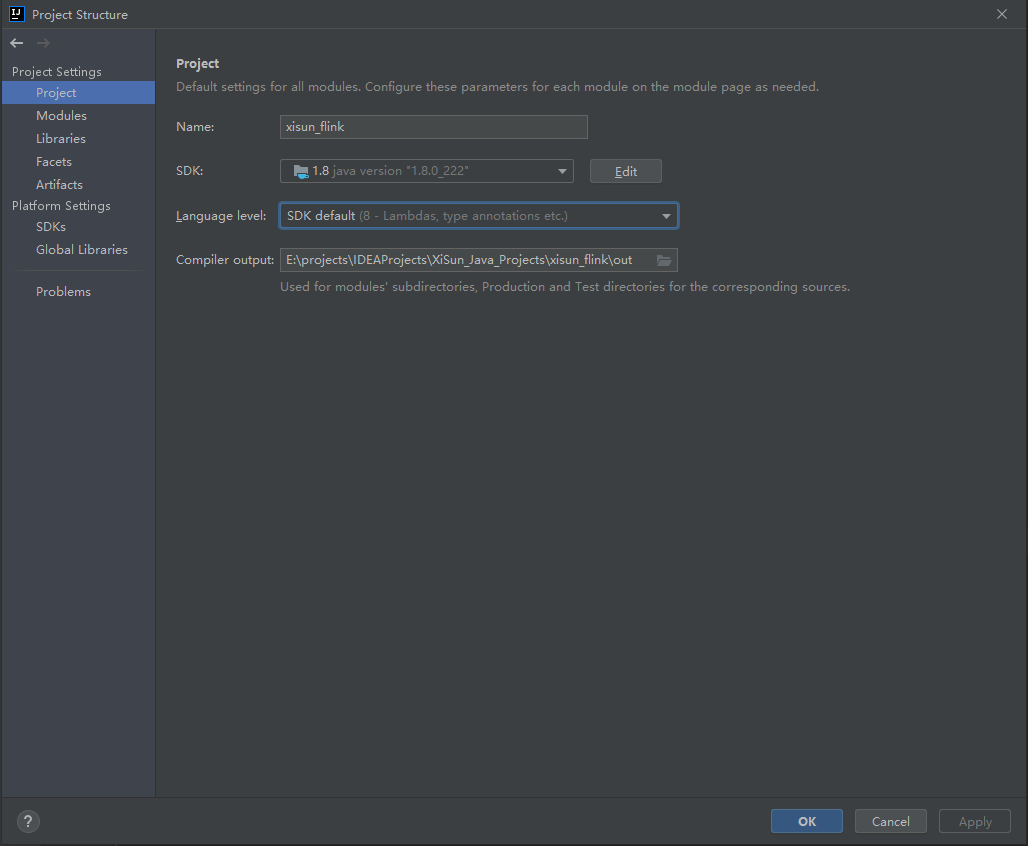 Project Structure
Project Settings
Project
Modules
Libraries
Facets
Artifacts
Platform Settings
SDKs
Global Libraries
Problems
Project
Default settings for all modules. Configure these parameters for each module on the module page as needed.
Name: xisun_flink
SDK: 1.8 java version "1.8.0_222" Edit
Language level: SDK default (8 - Lambdas, type annotations etc.)
Compiler output: E:\projects\IDEAProjects\XiSun_Java_Projects\xisun_flink\out
Used for modules' subdirectories, Production and Test directories for the corresponding sources.
? OK Cancel Apply